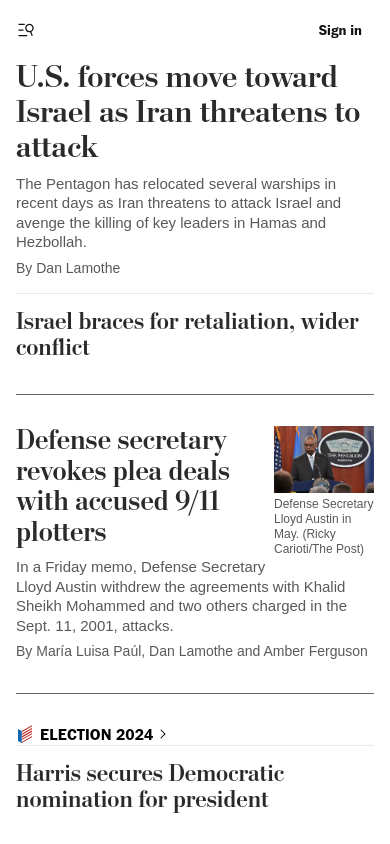 Sign in
U.S. forces move toward
Israel as Iran threatens to
attack
The Pentagon has relocated several warships in
recent days as Iran threatens to attack Israel and
avenge the killing of key leaders in Hamas and
Hezbollah.
By Dan Lamothe
Israel braces for retaliation, wider
conflict
Defense secretary
revokes plea deals
with accused 9/11
plotters
THE PENTAGON
Defense Secretary
Lloyd Austin in
May. (Ricky
Carioti/The Post)
In a Friday memo, Defense Secretary
Lloyd Austin withdrew the agreements with Khalid
Sheikh Mohammed and two others charged in the
Sept. 11, 2001, attacks.
By María Luisa Paúl, Dan Lamothe and Amber Ferguson
ELECTION 2024
Harris secures Democratic
nomination for president